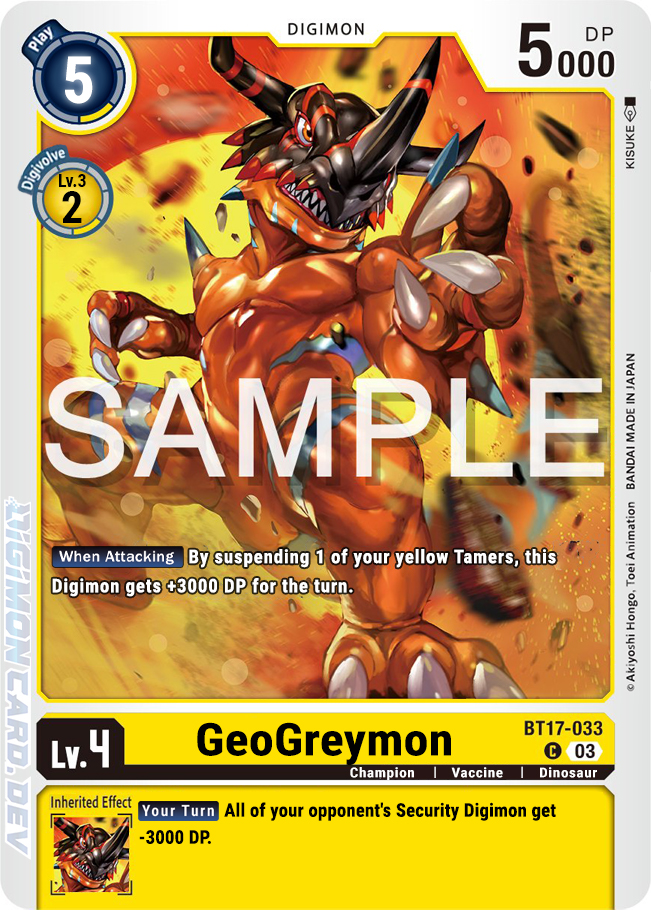 DIGIMON
Play
5
DP
5000
Digivolve
Lv.3
2
KISUKE
SAMPLE
When Attacking By suspending 1 of your yellow Tamers, this
Digimon gets +3000 DP for the turn.
© Akiyoshi Hongo, Toei Animation BANDAI MADE IN JAPAN
DIGIMONCARD.DEV
Lv.4
GeoGreymon
BT17-033
C 03
Champion | Vaccine | Dinosaur
Inherited Effect
Your Turn All of your opponent's Security Digimon get
-3000 DP.